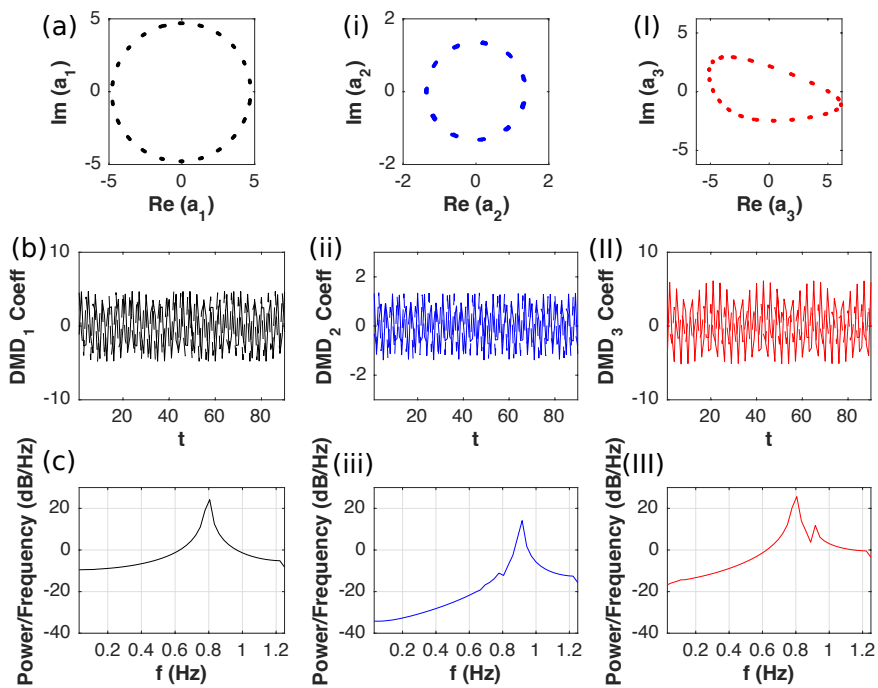 (a)
5
0
-5
-5 0 5
Im (a1)
Re (a1)
(i)
2
0
-2
-2 0 2
Im (a2)
Re (a2)
(I)
5
0
-5
-5 0 5
Im (a3)
Re (a3)
(b)
10
0
-10
20 40 60 80
DMD1 Coeff
t
(ii)
2
0
-2
20 40 60 80
DMD2 Coeff
t
(II)
10
0
-10
20 40 60 80
DMD3 Coeff
t
(c)
20
0
-20
-40
0.2 0.4 0.6 0.8 1 1.2
Power/Frequency (dB/Hz)
f (Hz)
(iii)
20
0
-20
-40
0.2 0.4 0.6 0.8 1 1.2
Power/Frequency (dB/Hz)
f (Hz)
(III)
20
0
-20
-40
0.2 0.4 0.6 0.8 1 1.2
Power/Frequency (dB/Hz)
f (Hz)